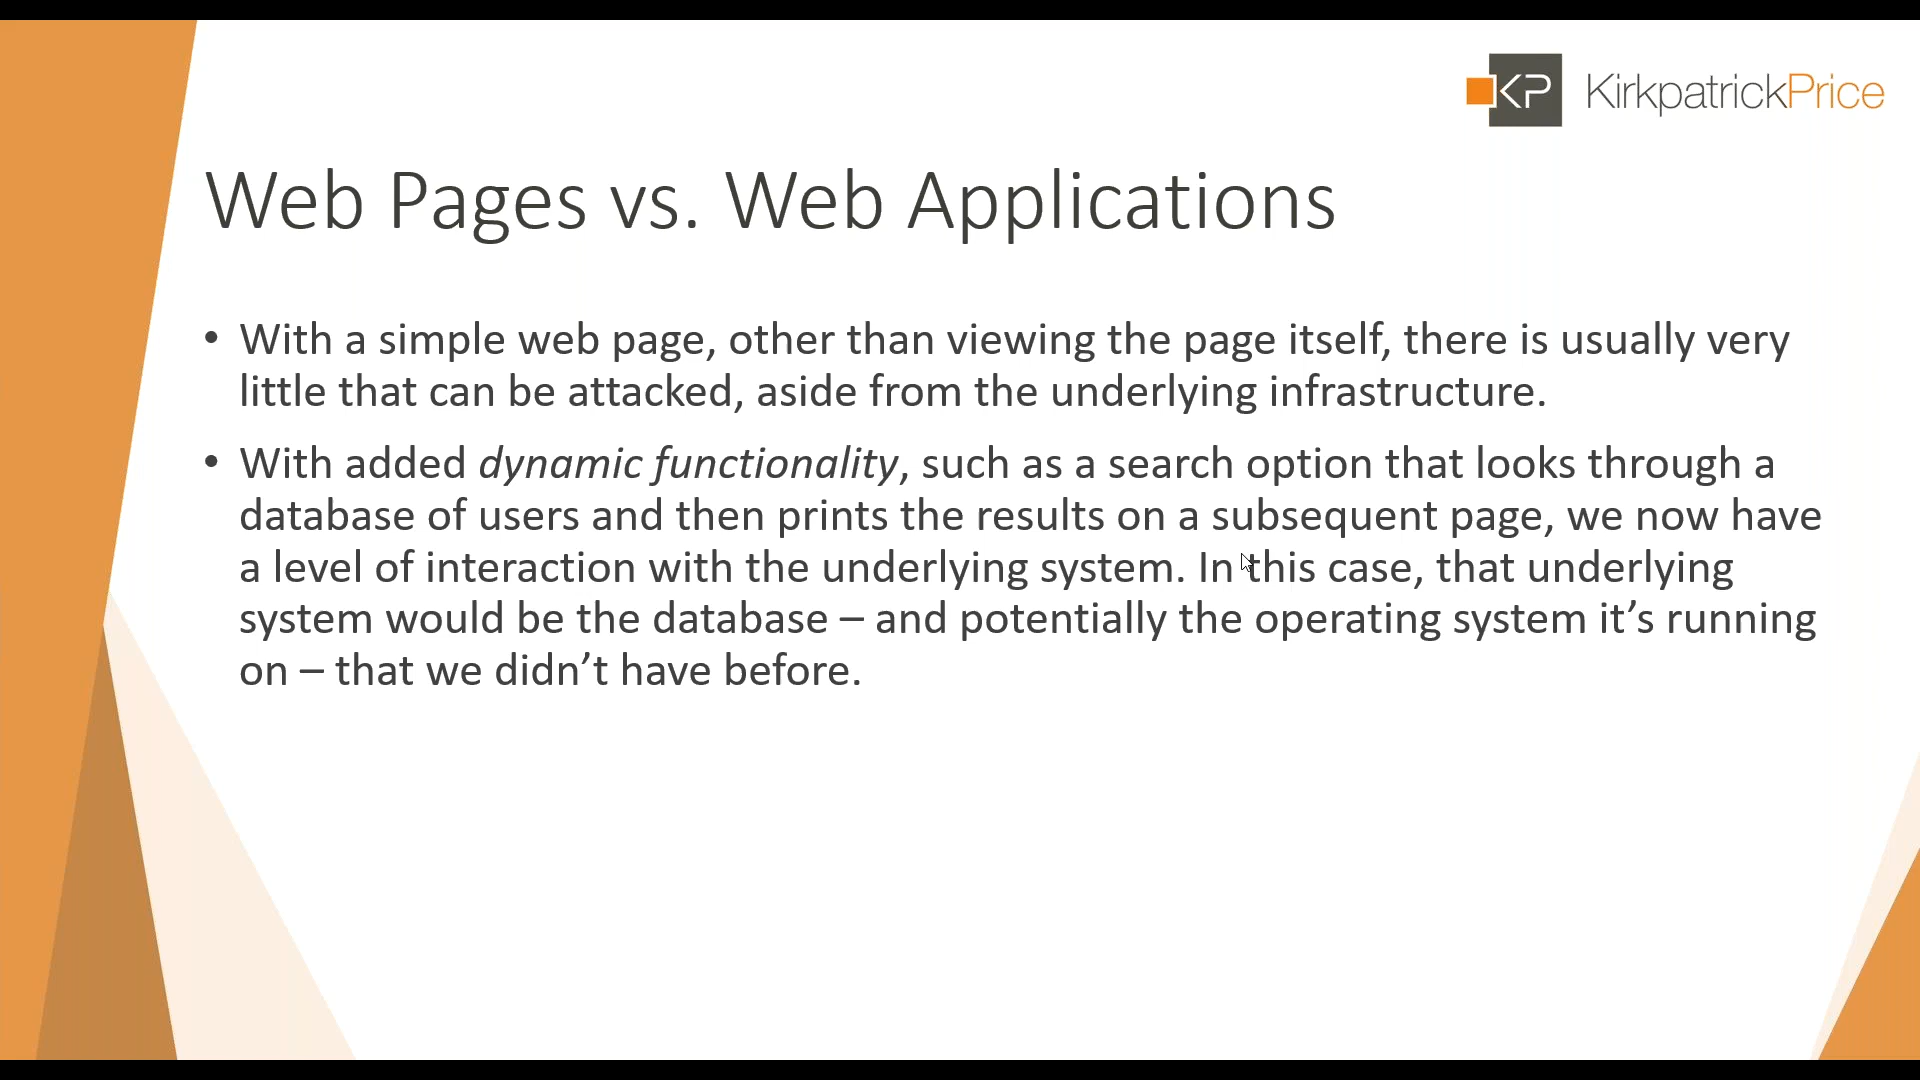 KP KirkpatrickPrice
Web Pages vs. Web Applications
• With a simple web page, other than viewing the page itself, there is usually very
little that can be attacked, aside from the underlying infrastructure.
• With added dynamic functionality, such as a search option that looks through a
database of users and then prints the results on a subsequent page, we now have
a level of interaction with the underlying system. In this case, that underlying
system would be the database – and potentially the operating system it’s running
on – that we didn’t have before.